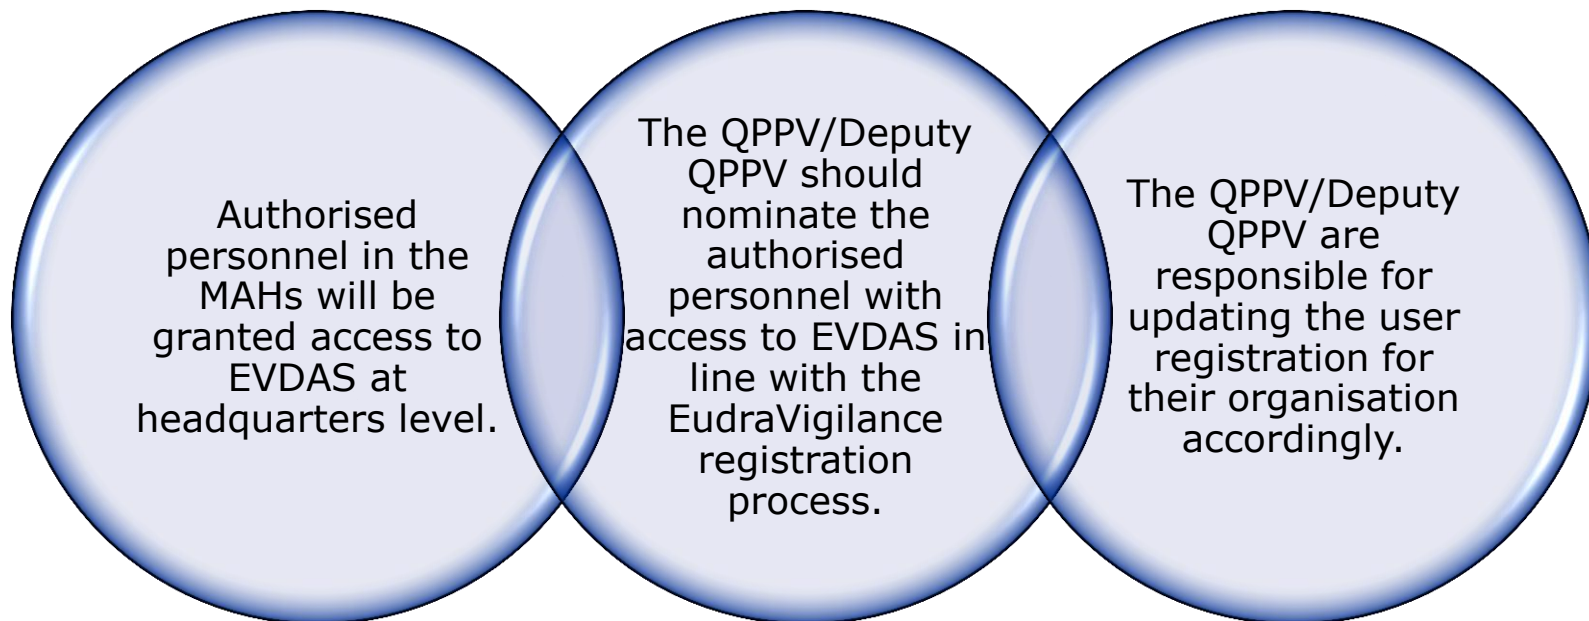 Authorised
personnel in the
MAHs will be
granted access to
EVDAS at
headquarters level.
The QPPV/Deputy
QPPV should
nominate the
authorised
personnel with
access to EVDAS in
line with the
EudraVigilance
registration
process.
The QPPV/Deputy
QPPV are
responsible for
updating the user
registration for
their organisation
accordingly.